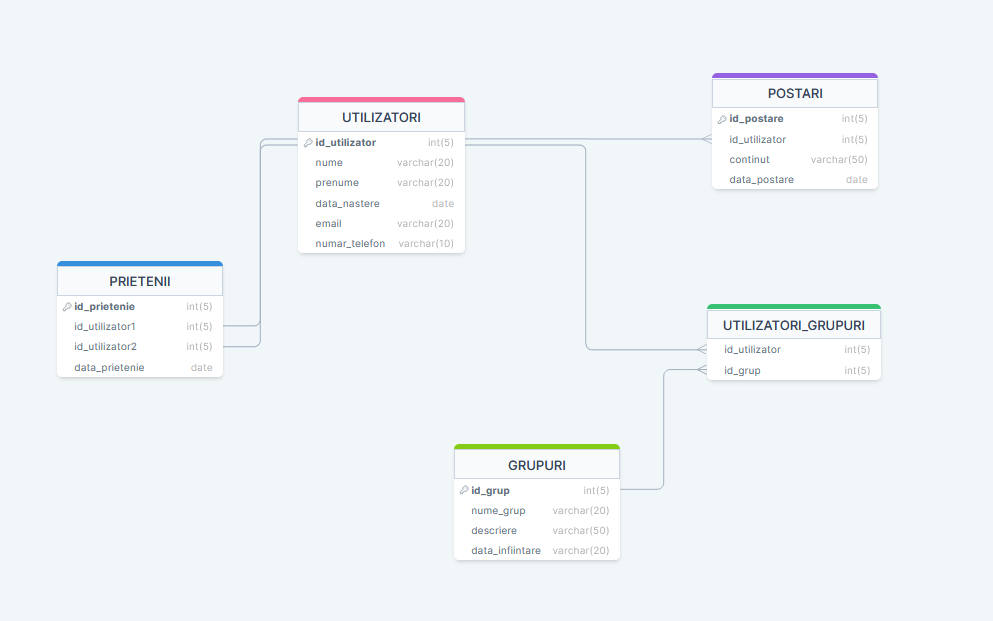 UTILIZATORI
id_utilizator int(5)
nume varchar(20)
prenume varchar(20)
data_nastere date
email varchar(20)
numar_telefon varchar(10)
POSTARI
id_postare int(5)
id_utilizator int(5)
continut varchar(50)
data_postare date
PRIETENII
id_prietenie int(5)
id_utilizator1 int(5)
id_utilizator2 int(5)
data_prietenie date
UTILIZATORI_GRUPURI
id_utilizator int(5)
id_grup int(5)
GRUPURI
id_grup int(5)
nume_grup varchar(20)
descriere varchar(50)
data_infiintare varchar(20)